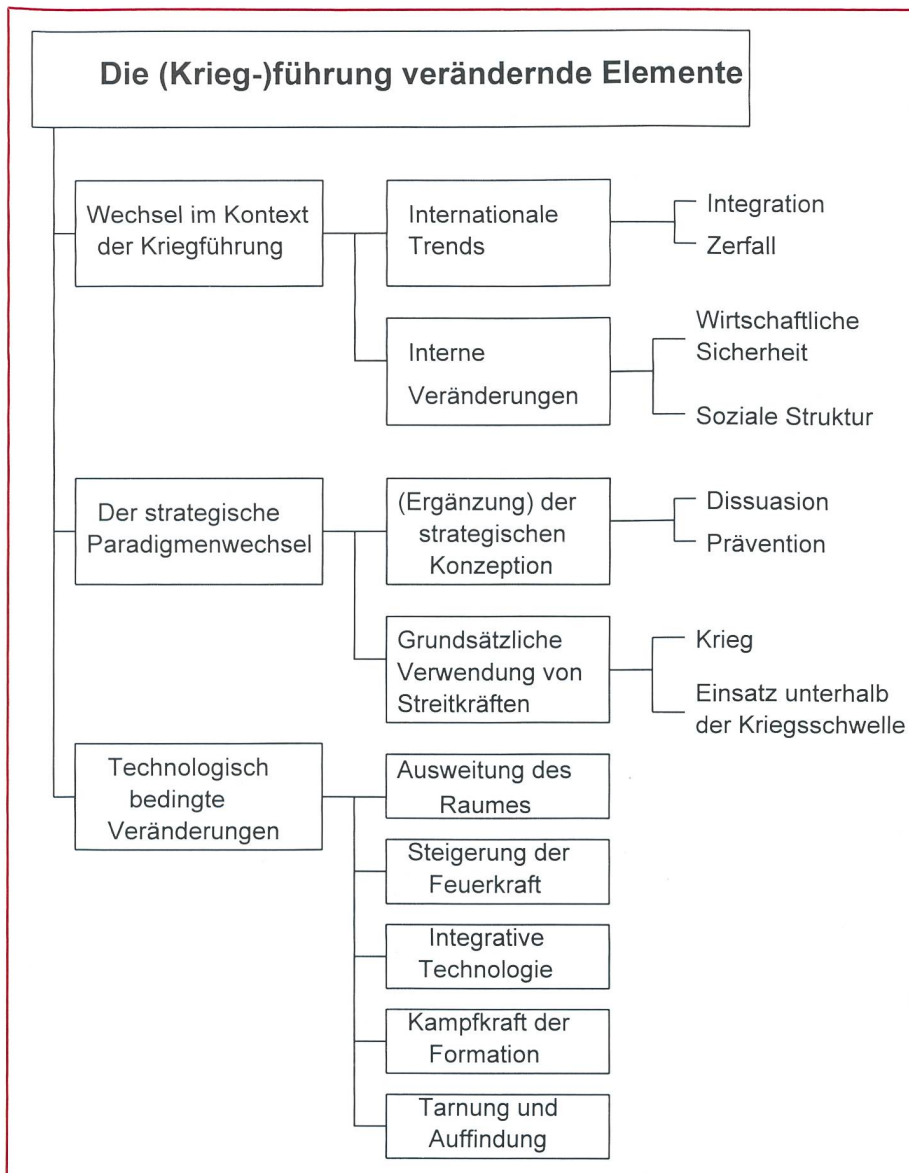 Die (Krieg-)führung verändernde Elemente
Wechsel im Kontext
der Kriegführung
Internationale
Trends
Integration
Zerfall
Interne
Veränderungen
Wirtschaftliche
Sicherheit
Soziale Struktur
Der strategische
Paradigmenwechsel
(Ergänzung) der
strategischen
Konzeption
Dissuasion
Prävention
Grundsätzliche
Verwendung von
Streitkräften
Krieg
Einsatz unterhalb
der Kriegsschwelle
Technologisch
bedingte
Veränderungen
Ausweitung des
Raumes
Steigerung der
Feuerkraft
Integrative
Technologie
Kampfkraft der
Formation
Tarnung und
Auffindung